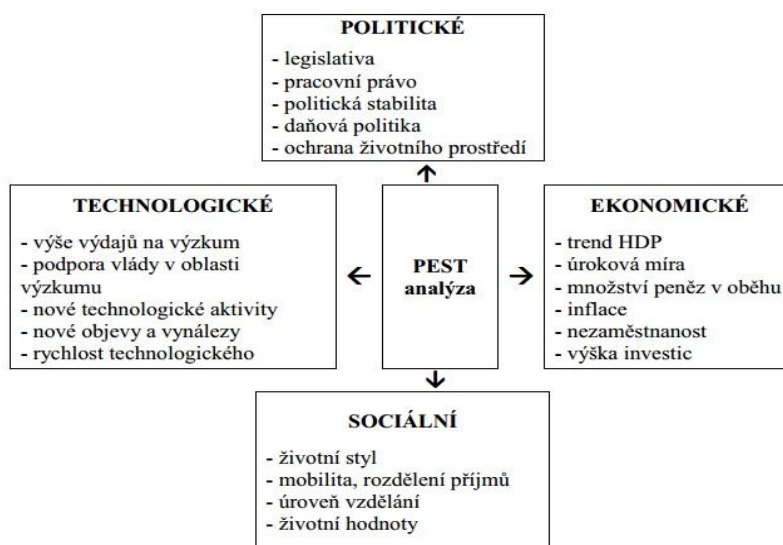 POLITICKÉ
- legislativa
- pracovní právo
- politická stabilita
- daňová politika
- ochrana životního prostředí
TECHNOLOGICKÉ
- výše výdajů na výzkum
- podpora vlády v oblasti
výzkumu
- nové technologické aktivity
- nové objevy a vynálezy
- rychlost technologického
PEST
analýza
EKONOMICKÉ
- trend HDP
- úroková míra
- množství peněz v oběhu
- inflace
- nezaměstnanost
- výška investic
SOCIÁLNÍ
- životní styl
- mobilita, rozdělení příjmů
- úroveň vzdělání
- životní hodnoty